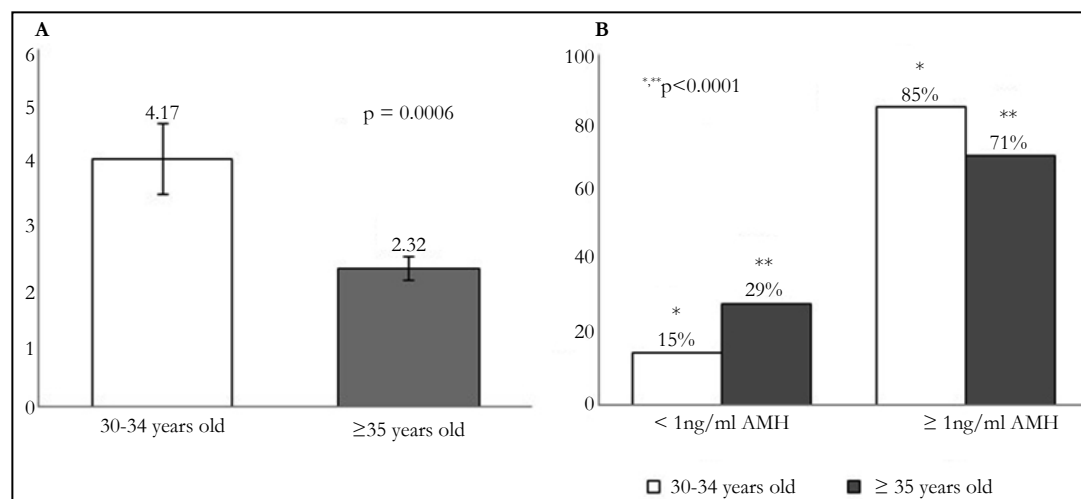 A
6
5
4
3
2
1
0
4.17
2.32
p = 0.0006
30-34 years old
≥35 years old
B
100
80
60
40
20
0
*,**p<0.0001
*
15%
**
29%
*
85%
**
71%
< 1ng/ml AMH
≥ 1ng/ml AMH
30-34 years old
≥ 35 years old